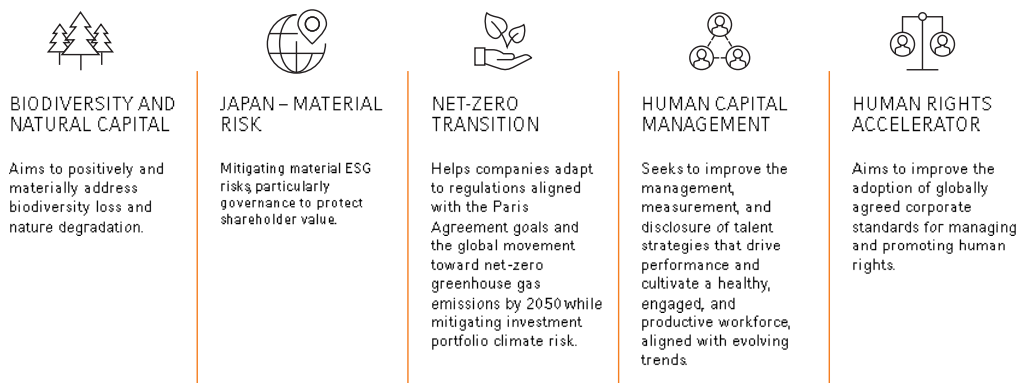 BIODIVERSITY AND
NATURAL CAPITAL
Aims to positively and
materially address
biodiversity loss and
nature degradation.
JAPAN – MATERIAL
RISK
Mitigating material ESG
risks, particularly
governance to protect
shareholder value.
NET-ZERO
TRANSITION
Helps companies adapt
to regulations aligned
with the Paris
Agreement goals and
the global movement
toward net-zero
greenhouse gas
emissions by 2050 while
mitigating investment
portfolio climate risk.
HUMAN CAPITAL
MANAGEMENT
Seeks to improve the
management,
measurement, and
disclosure of talent
strategies that drive
performance and
cultivate a healthy,
engaged, and
productive workforce,
aligned with evolving
trends.
HUMAN RIGHTS
ACCELERATOR
Aims to improve the
adoption of globally
agreed corporate
standards for managing
and promoting human
rights.